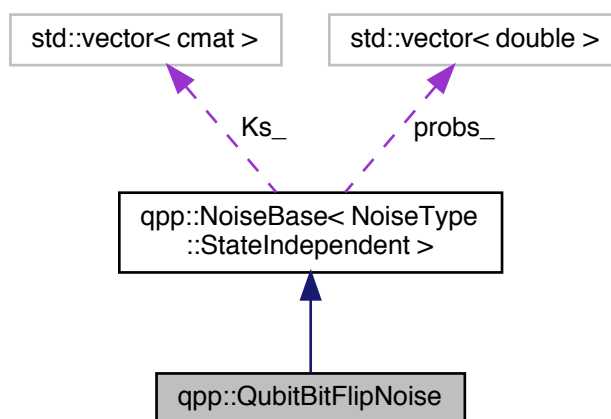 std::vector< cmat >
std::vector< double >
Ks_
probs_
qpp::NoiseBase< NoiseType
::StateIndependent >
qpp::QubitBitFlipNoise